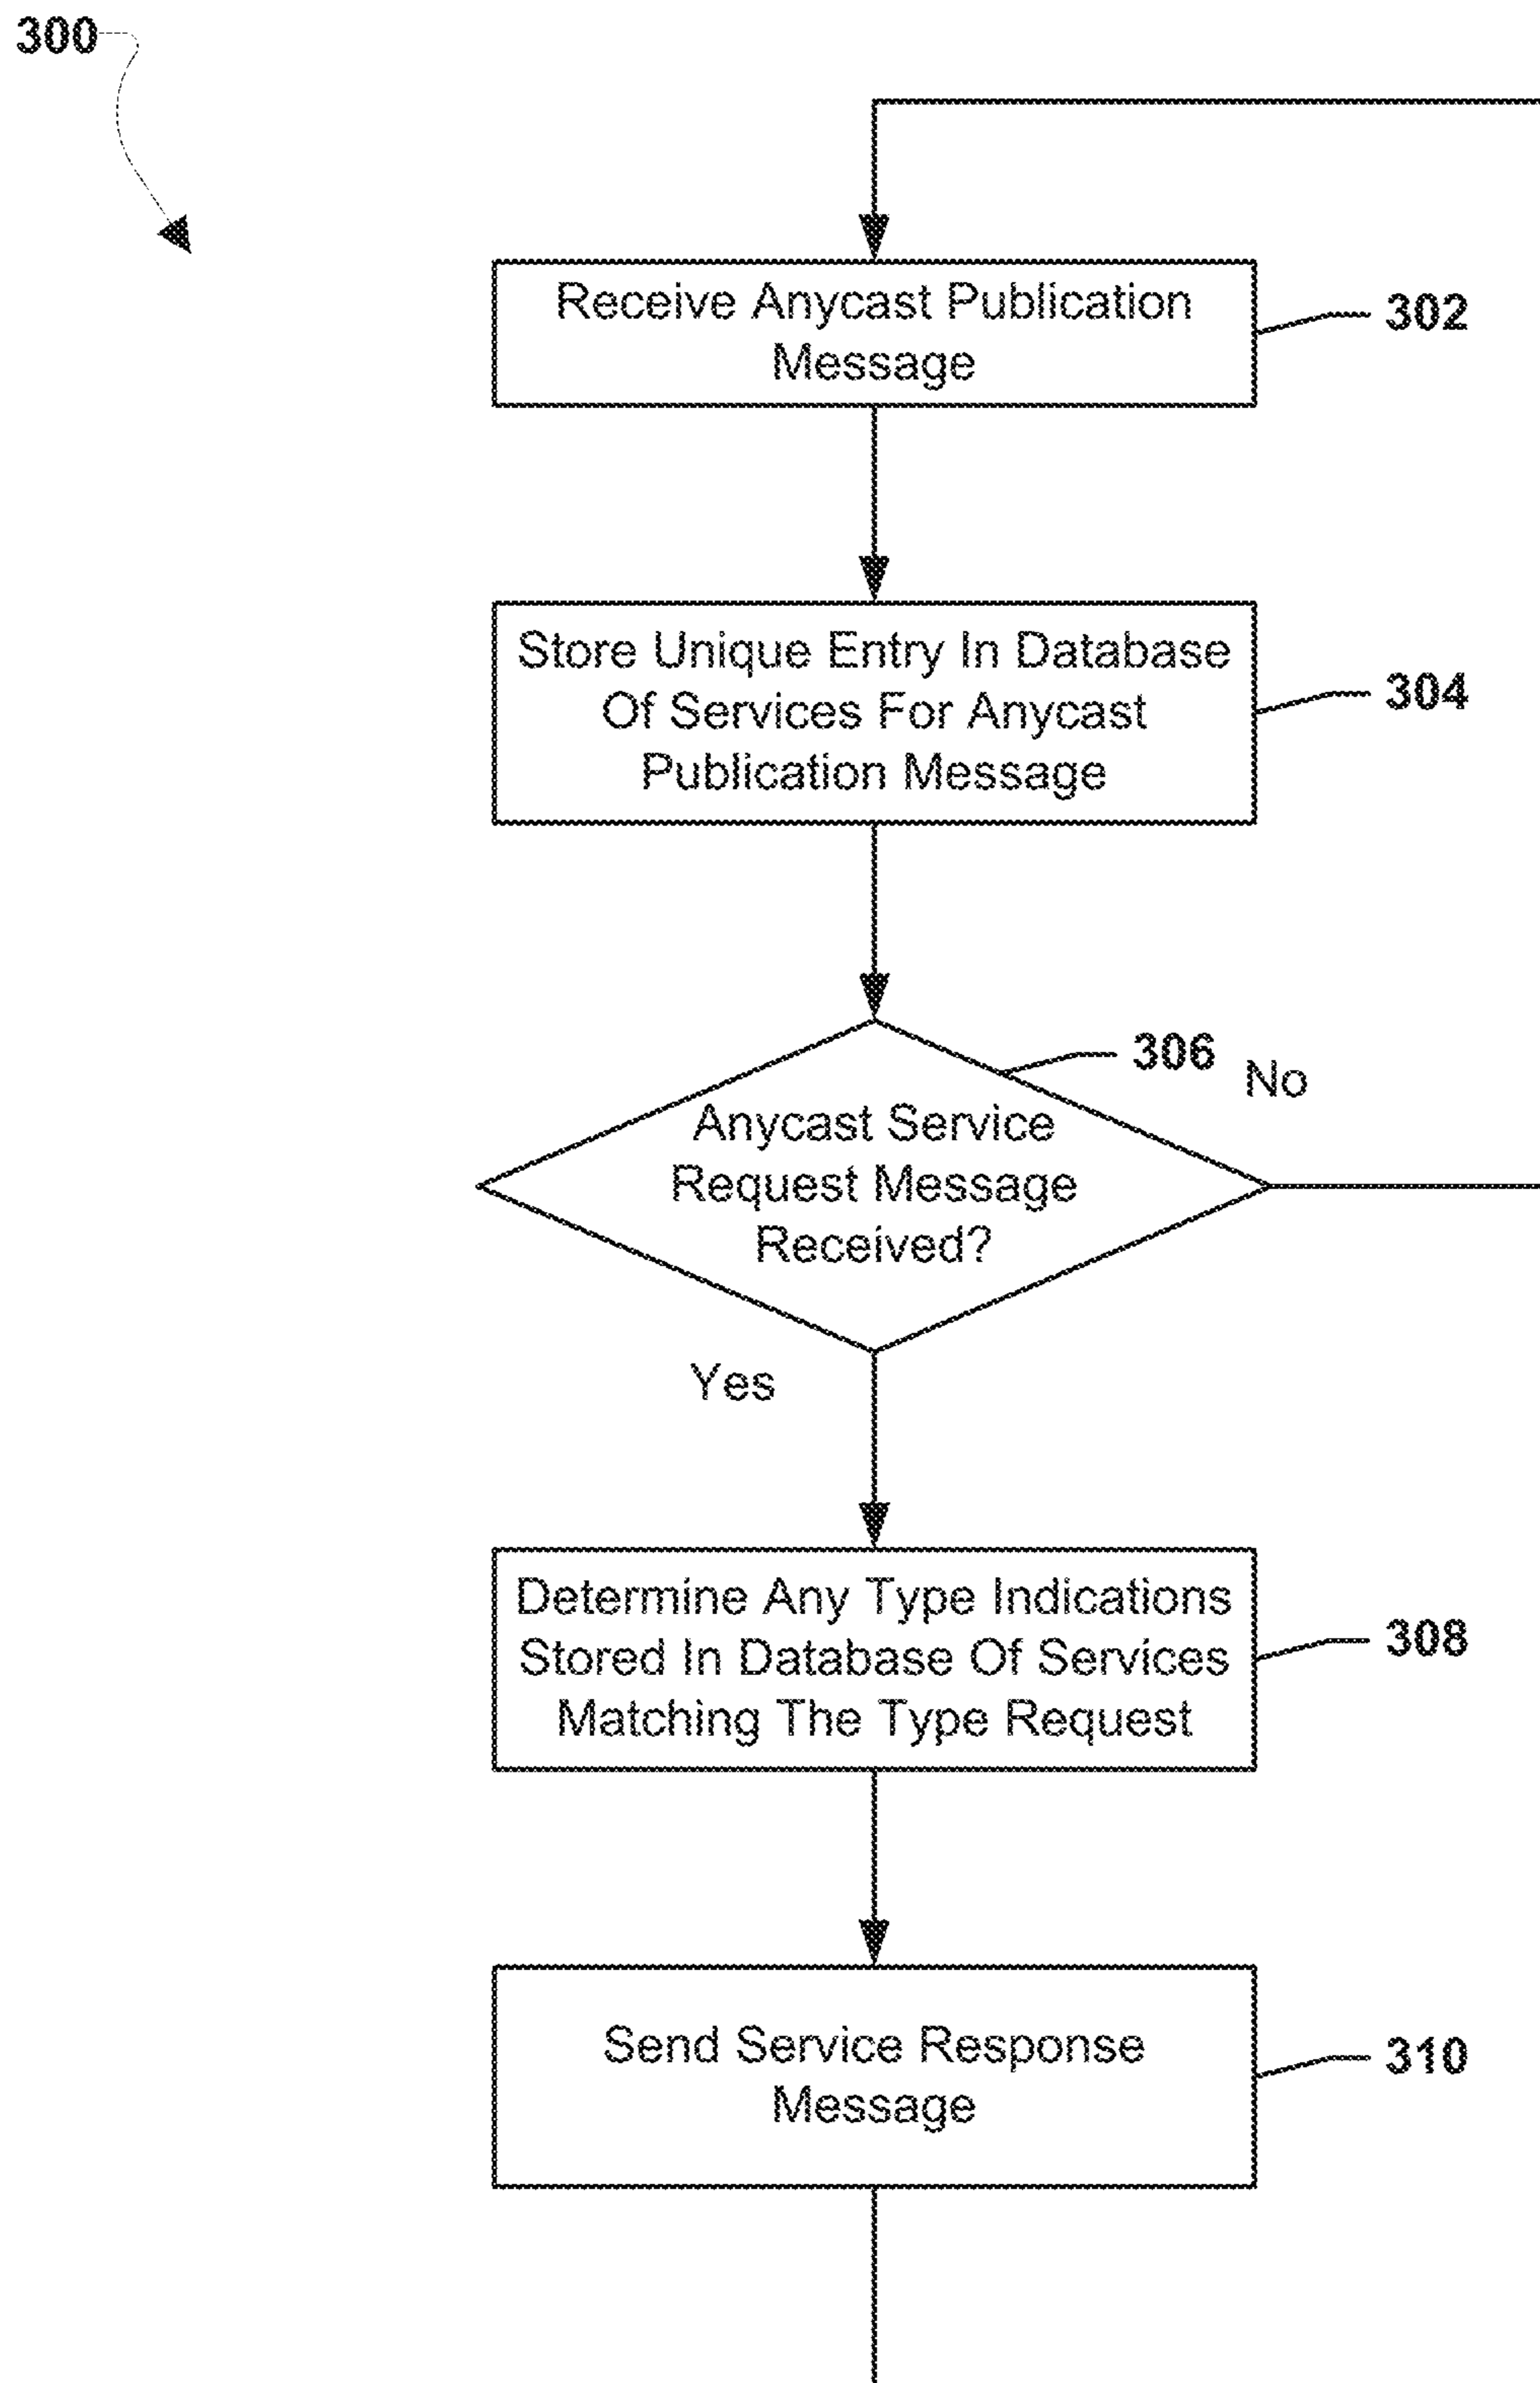 300
Receive Anycast Publication
Message
302
Store Unique Entry In Database
Of Services For Anycast
Publication Message
304
306
No
Anycast Service
Request Message
Received?
Yes
Determine Any Type Indications
Stored In Database Of Services
Matching The Type Request
308
Send Service Response
Message
310